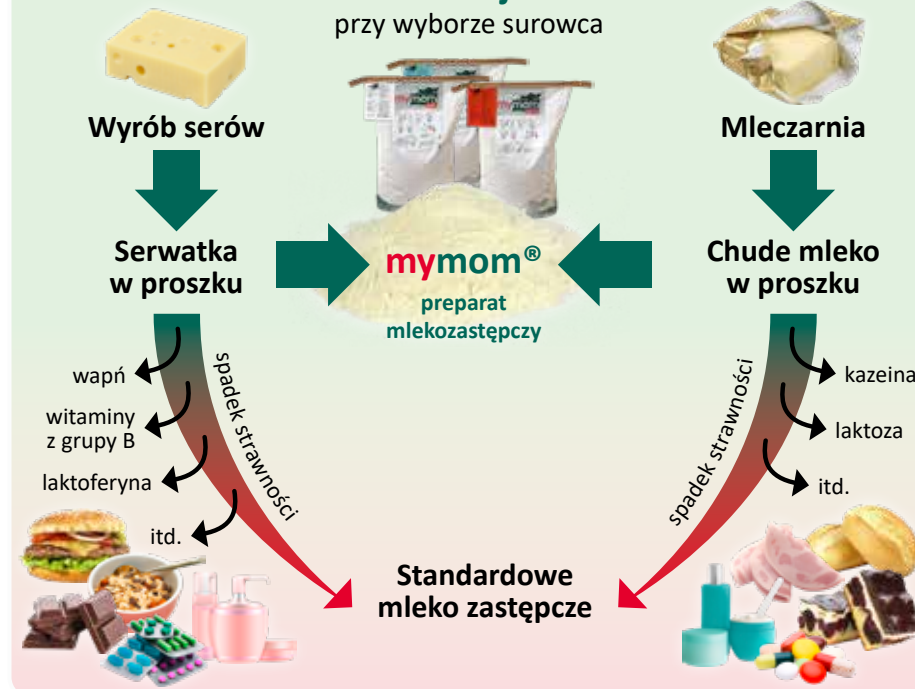 przy wyborze surowca
Wyrób serów
Mleczarnia
mymom
Serwatka
w proszku
mymom®
preparat
mlekozastępczy
Chude mleko
w proszku
wapń
witaminy
z grupy B
laktoferyna
itd.
spadek strawności
spadek strawności
kazeina
laktoza
itd.
Standardowe
mleko zastępcze